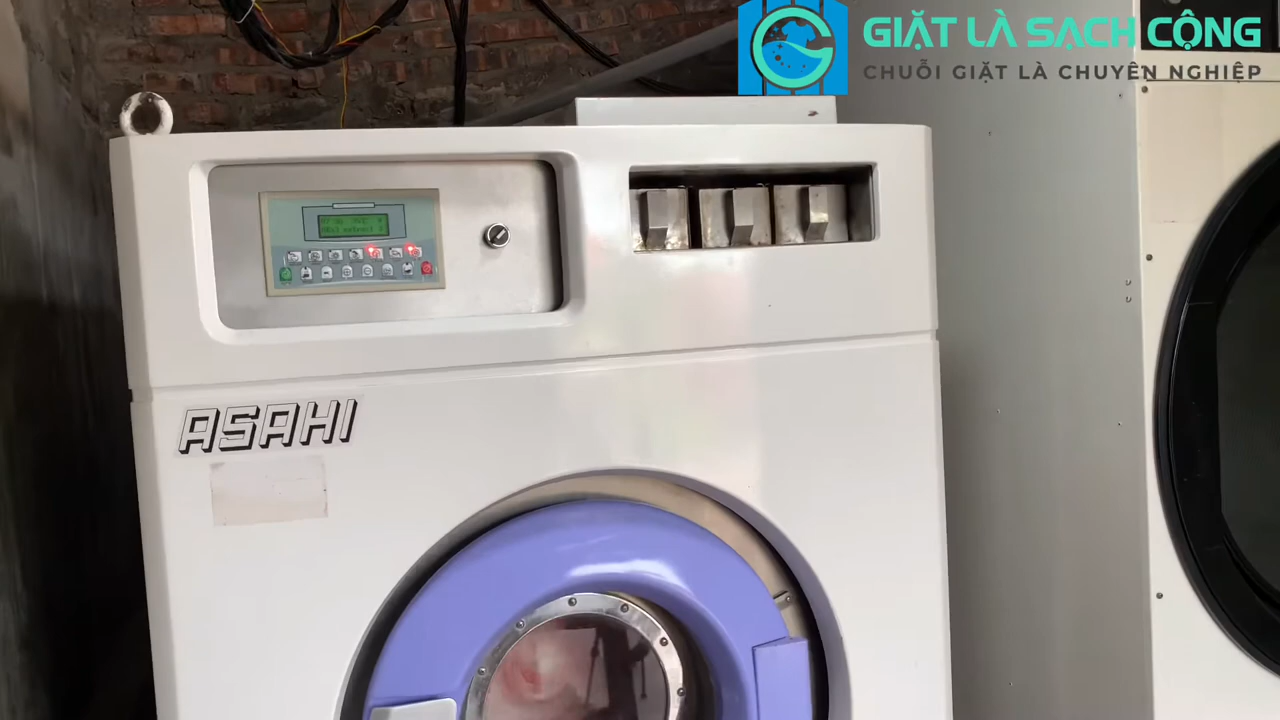 GIẶT LÀ SẠCH CỘNG
CHUỖI GIẶT LÀ CHUYÊN NGHIỆP
ASAHI